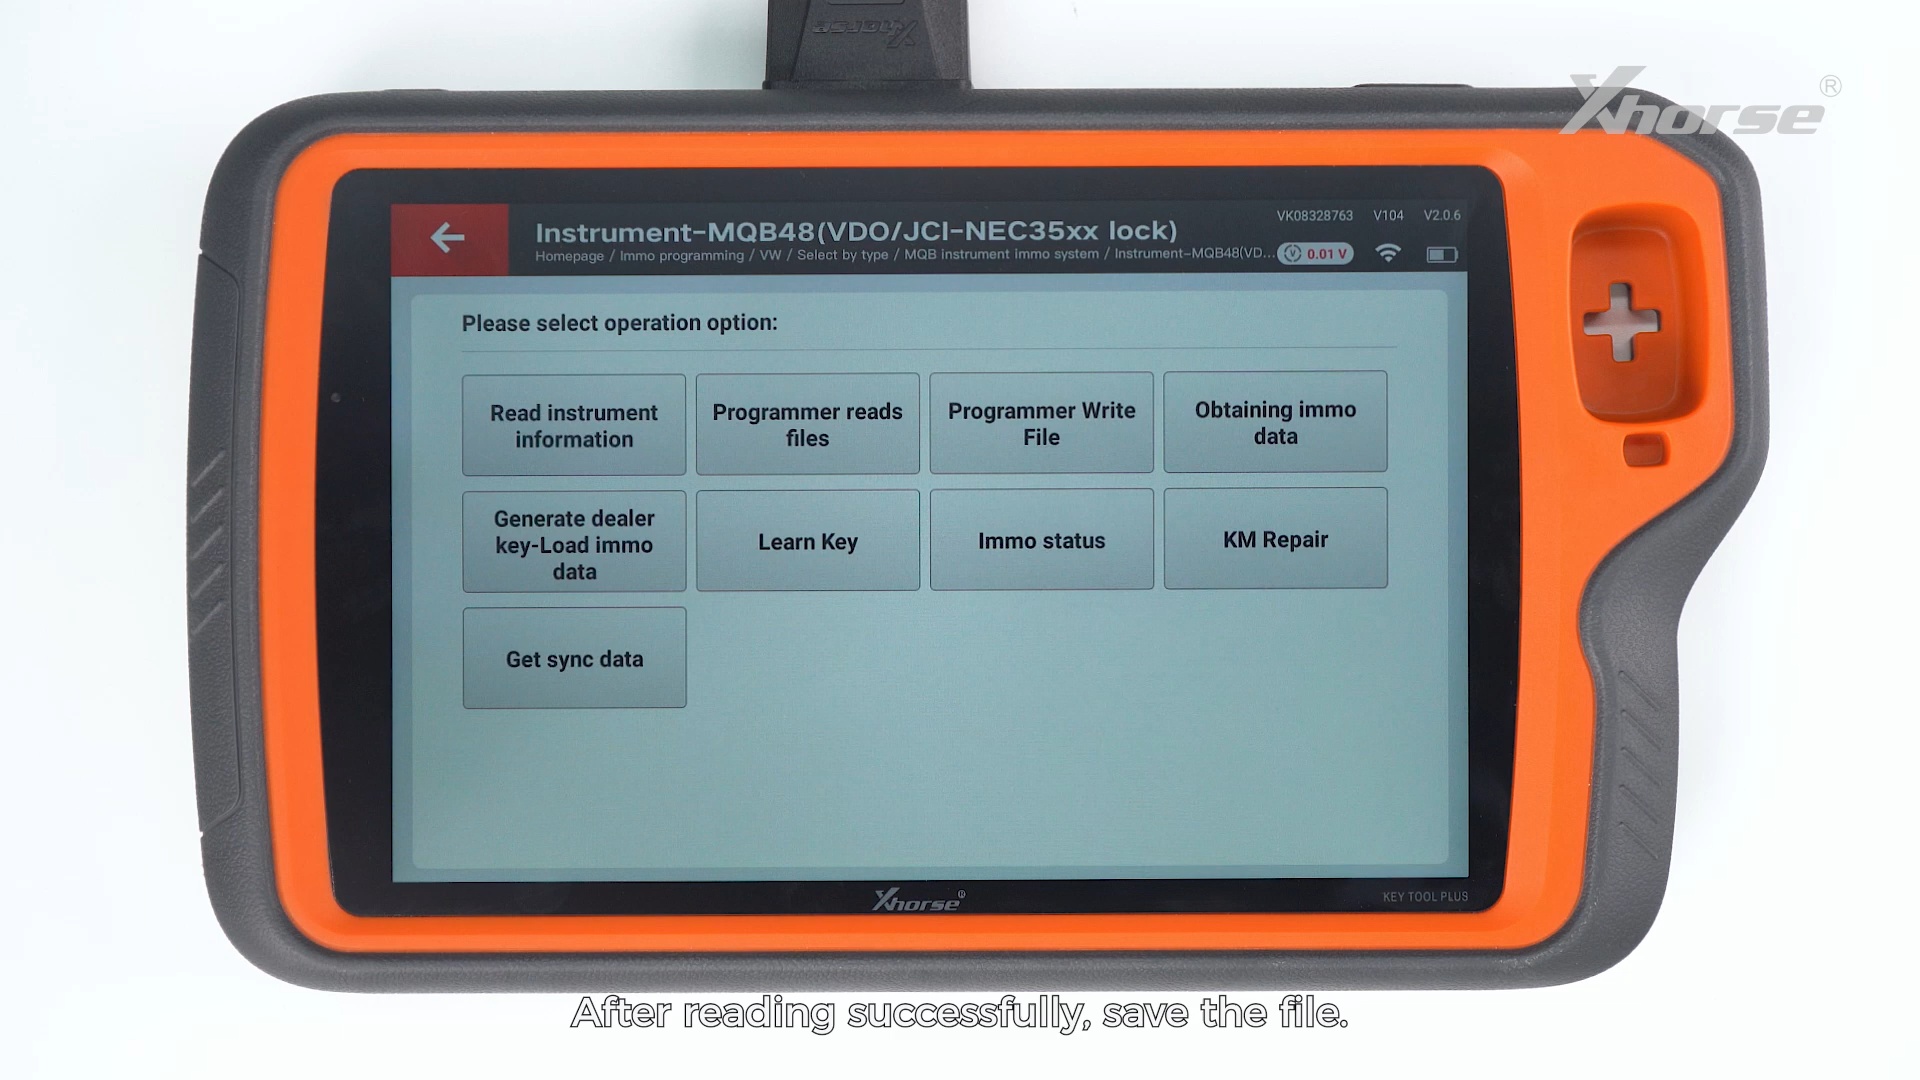 Xhorse
Xhorse®
VK08328763 V104 V2.0.6
Instrument-MQB48(VDO/JCI-NEC35xx lock)
Homepage / Immo programming / VW / Select by type / MQB instrument immo system / Instrument-MQB48(VD...
0.01 V
Please select operation option:
Read instrument
information
Programmer reads
files
Programmer Write
File
Obtaining immo
data
Generate dealer
key-Load immo
data
Learn Key
Immo status
KM Repair
Get sync data
Xhorse®
KEY TOOL PLUS
After reading successfully, save the file.